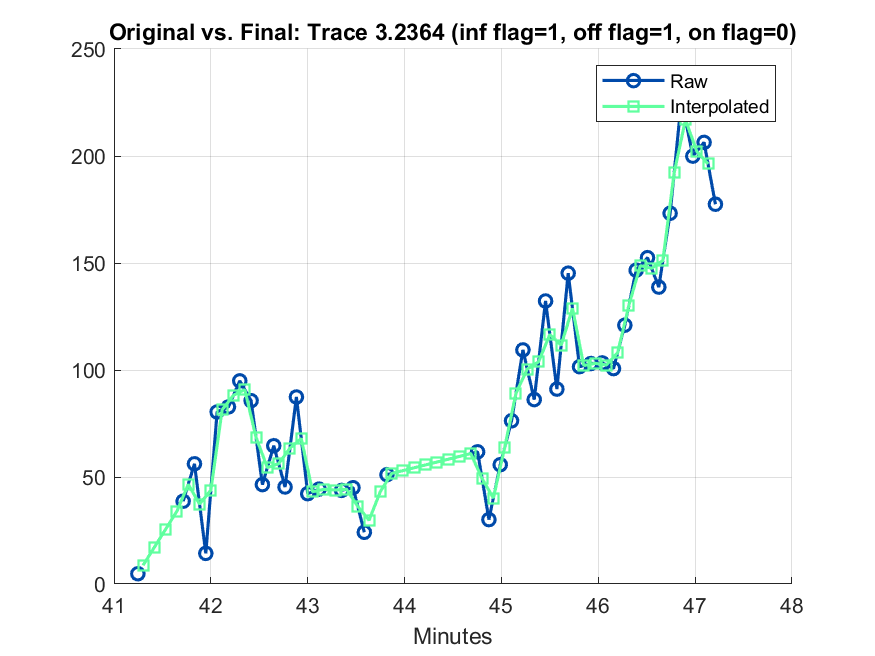 Original vs. Final: Trace 3.2364 (inf flag=1, off flag=1, on flag=0)
250
200
150
100
50
0
Raw
Interpolated
41 42 43 44 45 46 47 48
Minutes